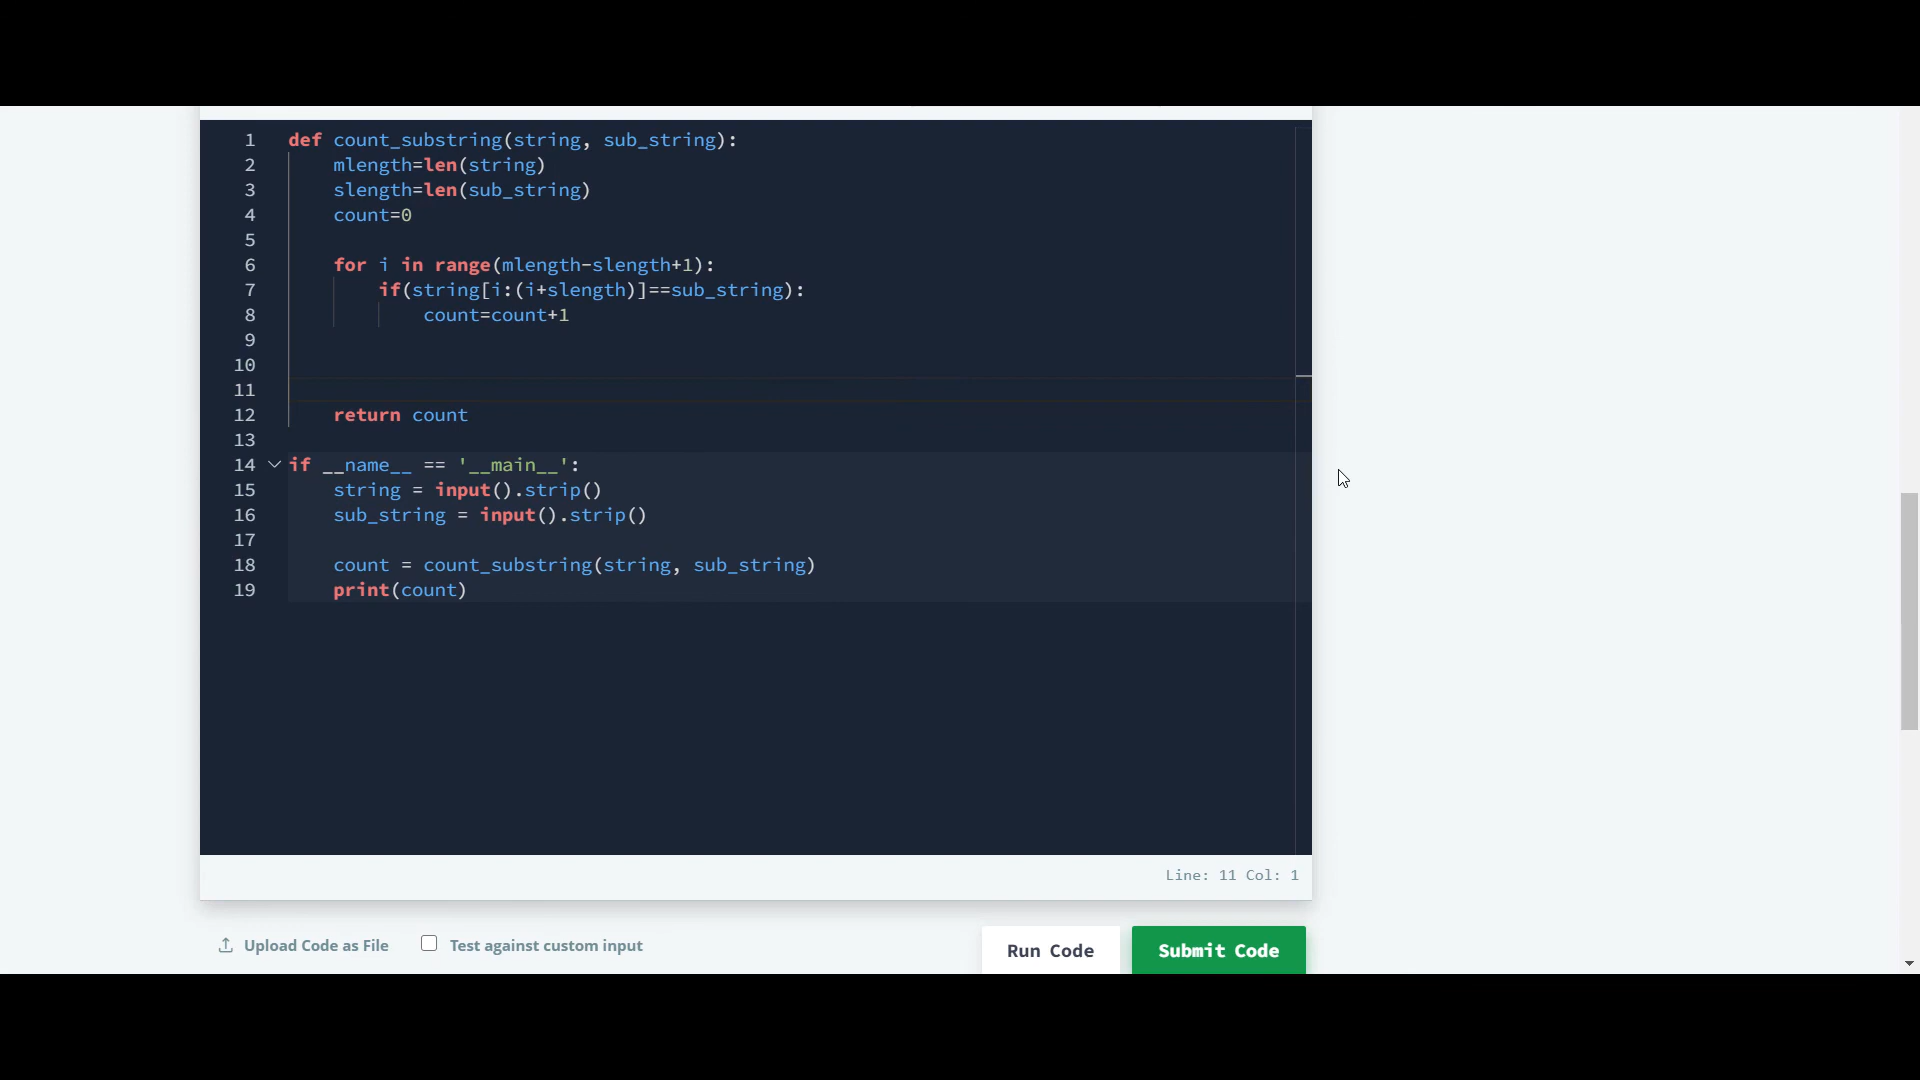 1 def count_substring(string, sub_string):
2     mlength=len(string)
3     slength=len(sub_string)
4     count=0
5
6     for i in range(mlength-slength+1):
7         if(string[i:(i+slength)]==sub_string):
8             count=count+1
9
10
11
12     return count
13
14 if __name__ == '__main__':
15     string = input().strip()
16     sub_string = input().strip()
17
18     count = count_substring(string, sub_string)
19     print(count)
Line: 11 Col: 1
Upload Code as File Test against custom input Run Code Submit Code